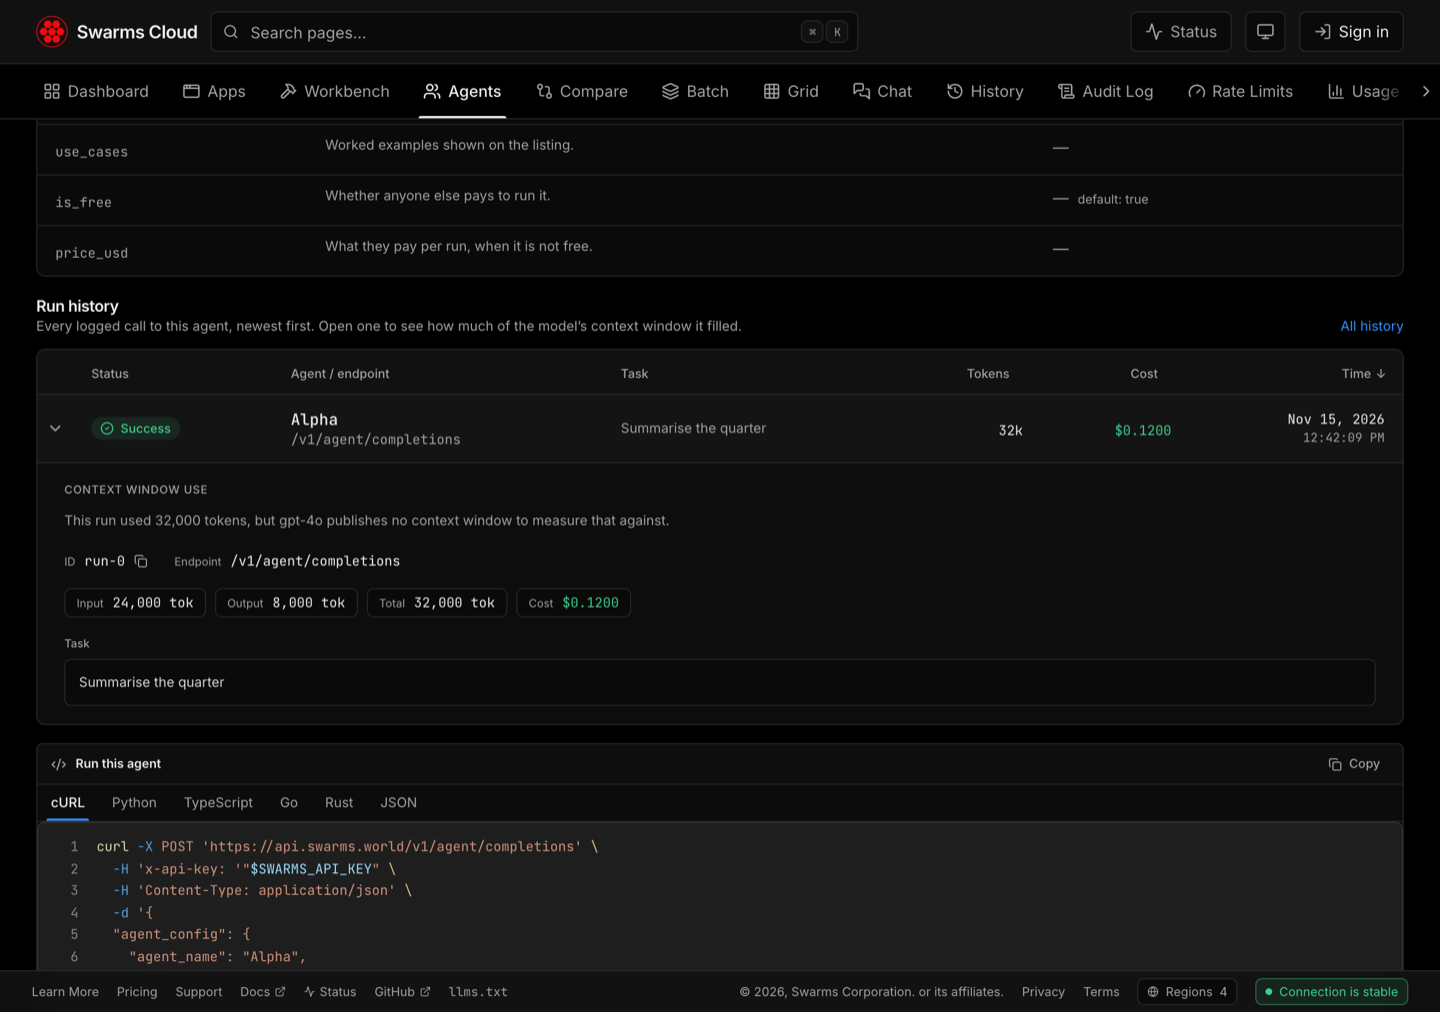 Swarms Cloud
Search pages...
⌘ K
Status
Sign in
Dashboard
Apps
Workbench
Agents
Compare
Batch
Grid
Chat
History
Audit Log
Rate Limits
Usage
use_cases
Worked examples shown on the listing.
—
is_free
Whether anyone else pays to run it.
— default: true
price_usd
What they pay per run, when it is not free.
—
Run history
Every logged call to this agent, newest first. Open one to see how much of the model’s context window it filled.
All history
Status
Agent / endpoint
Task
Tokens
Cost
Time ↓
Success
Alpha
/v1/agent/completions
Summarise the quarter
32k
$0.1200
Nov 15, 2026
12:42:09 PM
CONTEXT WINDOW USE
This run used 32,000 tokens, but gpt-4o publishes no context window to measure that against.
ID run-0
Endpoint /v1/agent/completions
Input 24,000 tok
Output 8,000 tok
Total 32,000 tok
Cost $0.1200
Task
Summarise the quarter
Run this agent
Copy
cURL
Python
TypeScript
Go
Rust
JSON
1 curl -X POST 'https://api.swarms.world/v1/agent/completions' \
2 -H 'x-api-key: '"$SWARMS_API_KEY" \
3 -H 'Content-Type: application/json' \
4 -d '{
5 "agent_config": {
6 "agent_name": "Alpha",
Learn More
Pricing
Support
Docs
Status
GitHub
llms.txt
© 2026, Swarms Corporation. or its affiliates.
Privacy
Terms
Regions 4
Connection is stable